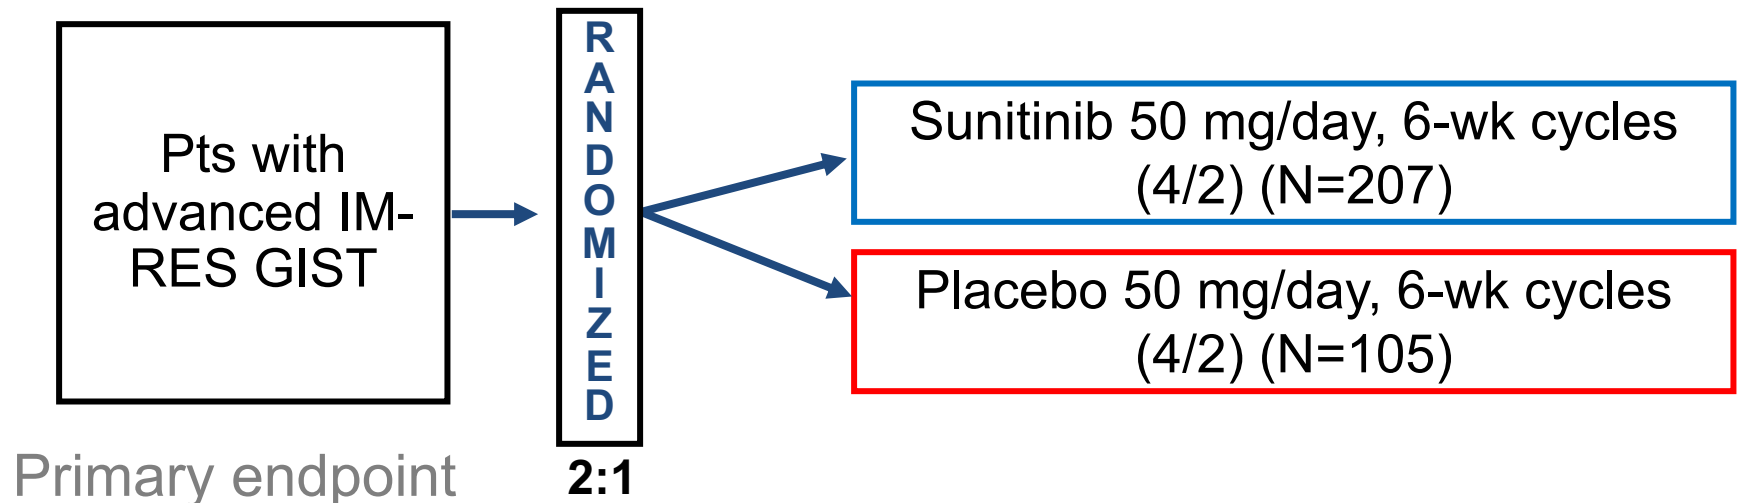 Pts with
advanced IM-
RES GIST
RANDOMIZED
2:1
Sunitinib 50 mg/day, 6-wk cycles
(4/2) (N=207)
Placebo 50 mg/day, 6-wk cycles
(4/2) (N=105)
Primary endpoint